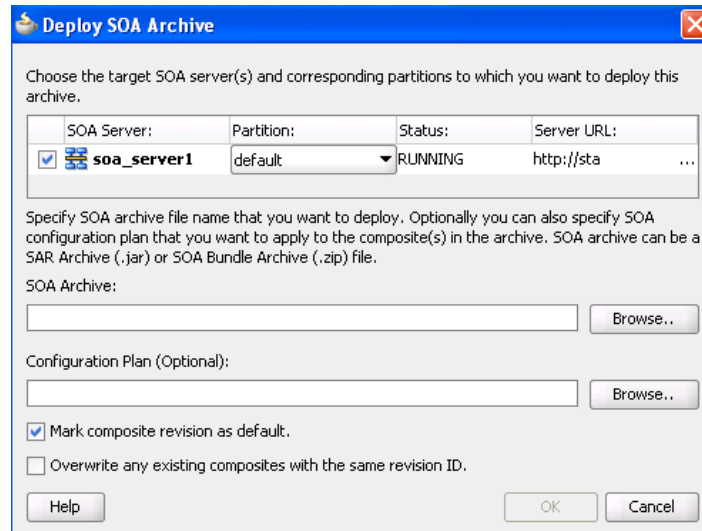 Deploy SOA Archive
Choose the target SOA server(s) and corresponding partitions to which you want to deploy this
archive.
SOA Server: Partition: Status: Server URL:
soa_server1 default RUNNING http://sta ...
Specify SOA archive file name that you want to deploy. Optionally you can also specify SOA
configuration plan that you want to apply to the composite(s) in the archive. SOA archive can be a
SAR Archive (.jar) or SOA Bundle Archive (.zip) file.
SOA Archive:
Browse..
Configuration Plan (Optional):
Browse..
Mark composite revision as default.
Overwrite any existing composites with the same revision ID.
Help OK Cancel